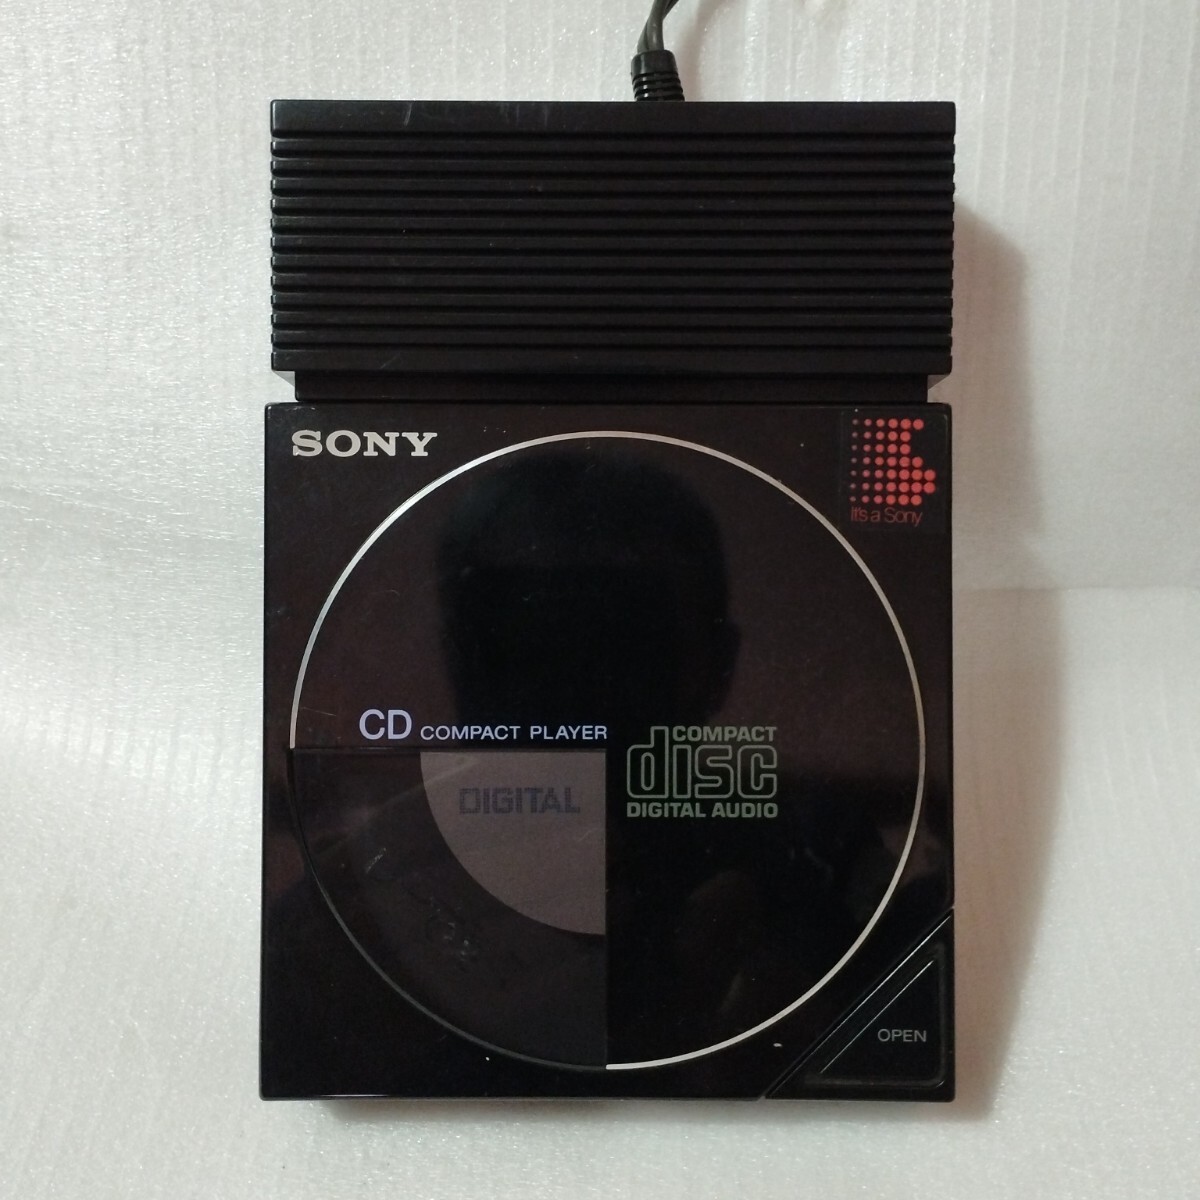 SONY
It's a Sony
CD COMPACT PLAYER
COMPACT
disc
DIGITAL AUDIO
DIGITAL
OPEN